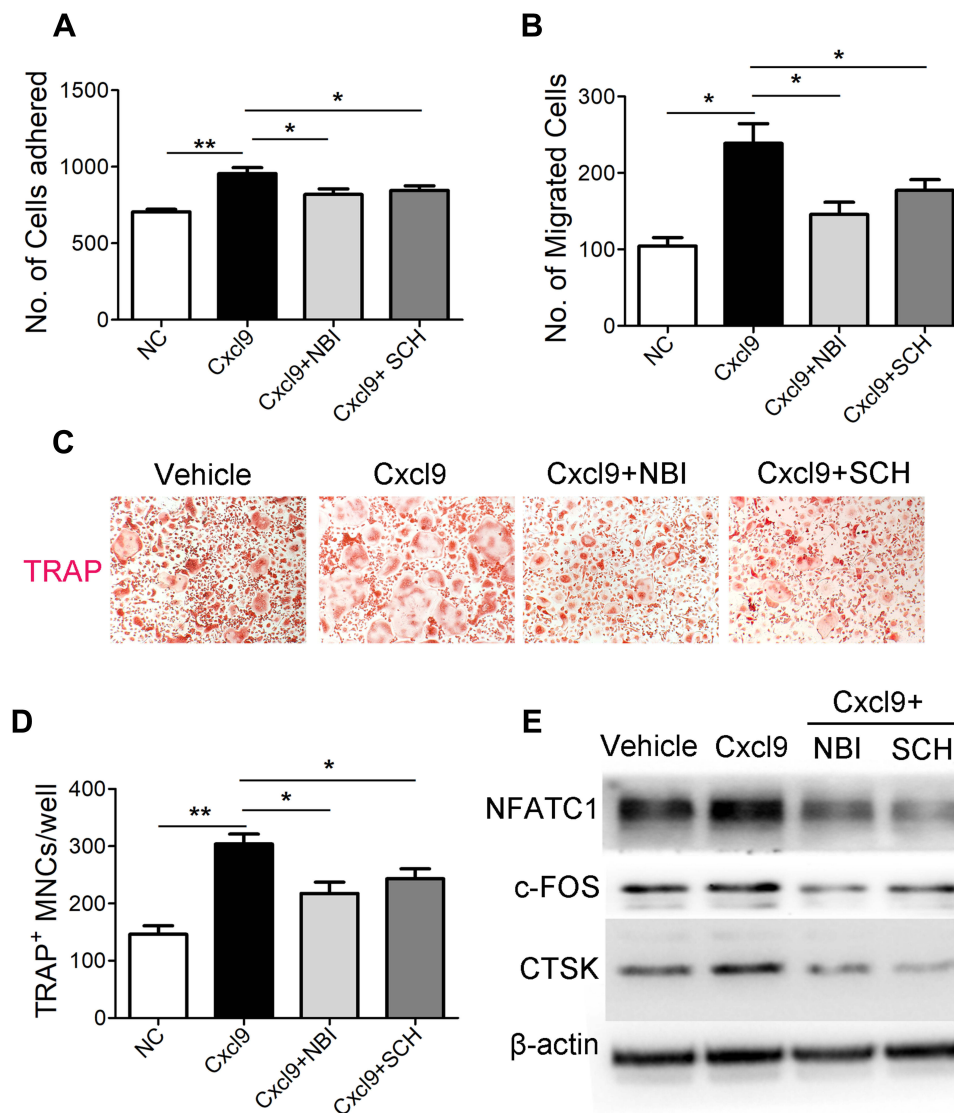 A
No. of Cells adhered
1500
1000
500
0
**
*
*
NC
Cxcl9
Cxcl9+NBI
Cxcl9+ SCH
B
No. of Migrated Cells
300
200
100
0
*
*
*
NC
Cxcl9
Cxcl9+NBI
Cxcl9+SCH
C
Vehicle Cxcl9 Cxcl9+NBI Cxcl9+SCH
TRAP
D
TRAP+ MNCs/well
400
300
200
100
0
**
*
*
NC
Cxcl9
Cxcl9+NBI
Cxcl9+SCH
E
Cxcl9+
Vehicle Cxcl9 NBI SCH
NFATC1
c-FOS
CTSK
β-actin